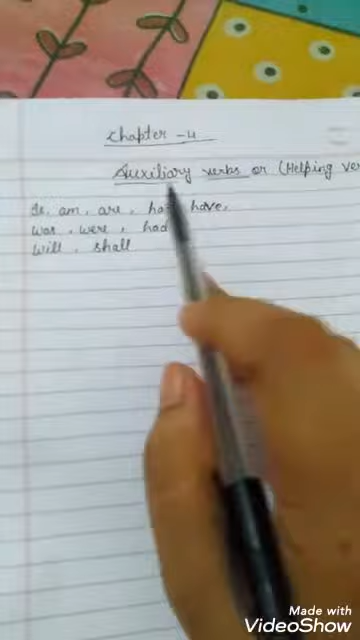 Chapter - 4
Auxiliary verbs or (Helping ver
is, am, are, has have,
was, were, had
will, shall
Made with
VideoShow